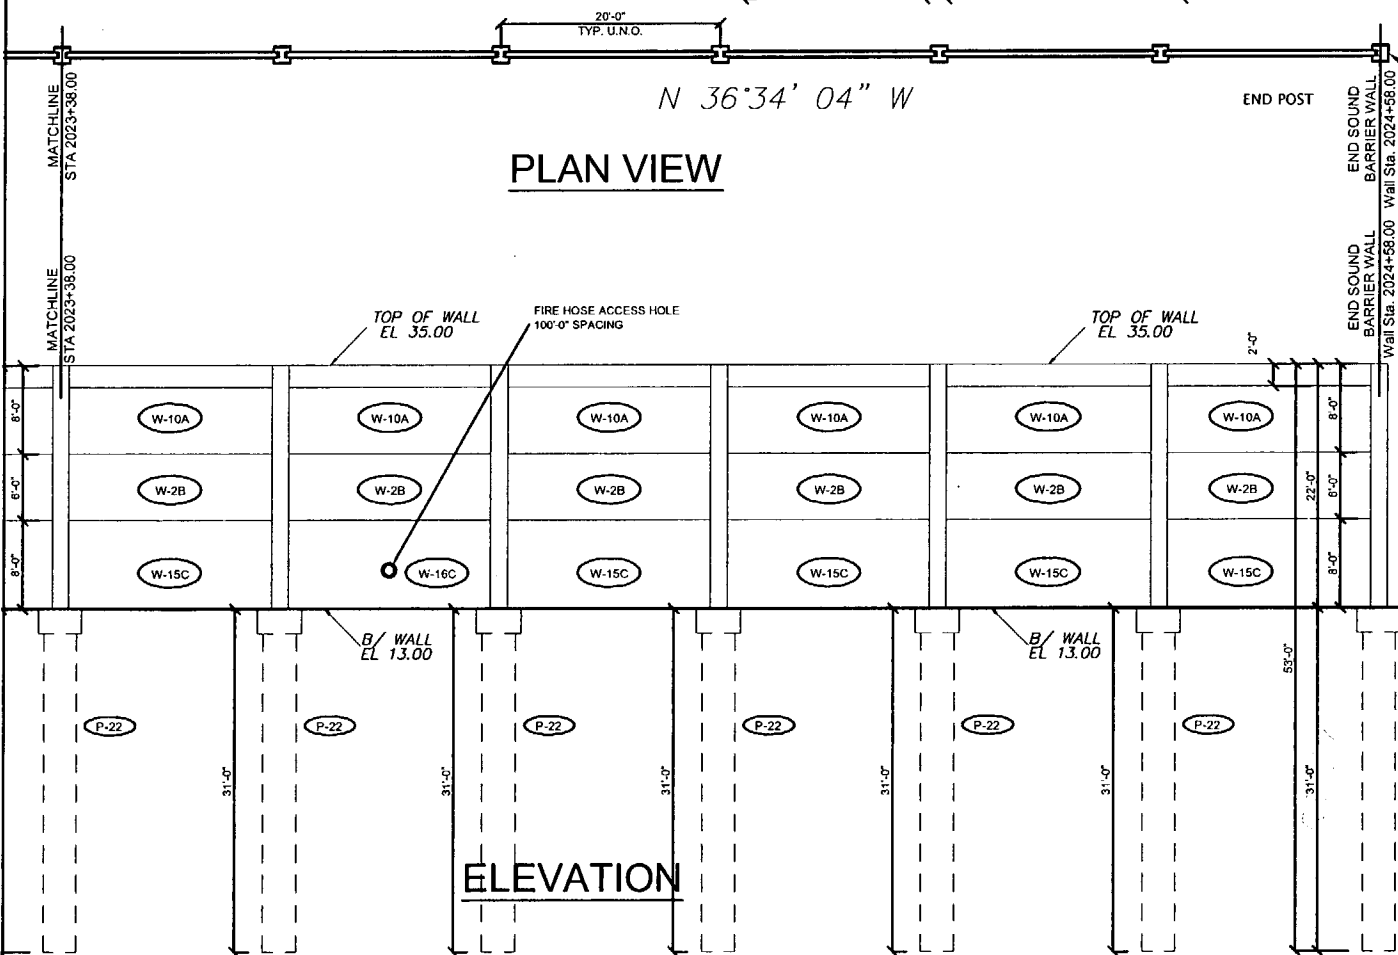 20'-0"
TYP. U.N.O.
N 36°34' 04" W
END POST
MATCHLINE
STA 2023+38.00
END SOUND
BARRIER WALL
Wall Sta. 2024+58.00
PLAN VIEW
MATCHLINE
STA 2023+38.00
END SOUND
BARRIER WALL
Wall Sta. 2024+58.00
TOP OF WALL
EL 35.00
FIRE HOSE ACCESS HOLE
100'-0" SPACING
TOP OF WALL
EL 35.00
2'-0"
8'-0"
W-10A
W-10A
W-10A
W-10A
W-10A
W-10A
8'-0"
6'-0"
W-2B
W-2B
W-2B
W-2B
W-2B
W-2B
22'-0"
6'-0"
8'-0"
W-15C
W-16C
W-15C
W-15C
W-15C
W-15C
8'-0"
B/ WALL
EL 13.00
B/ WALL
EL 13.00
53'-0"
P-22
P-22
P-22
P-22
P-22
P-22
31'-0"
31'-0"
31'-0"
31'-0"
31'-0"
31'-0"
ELEVATION